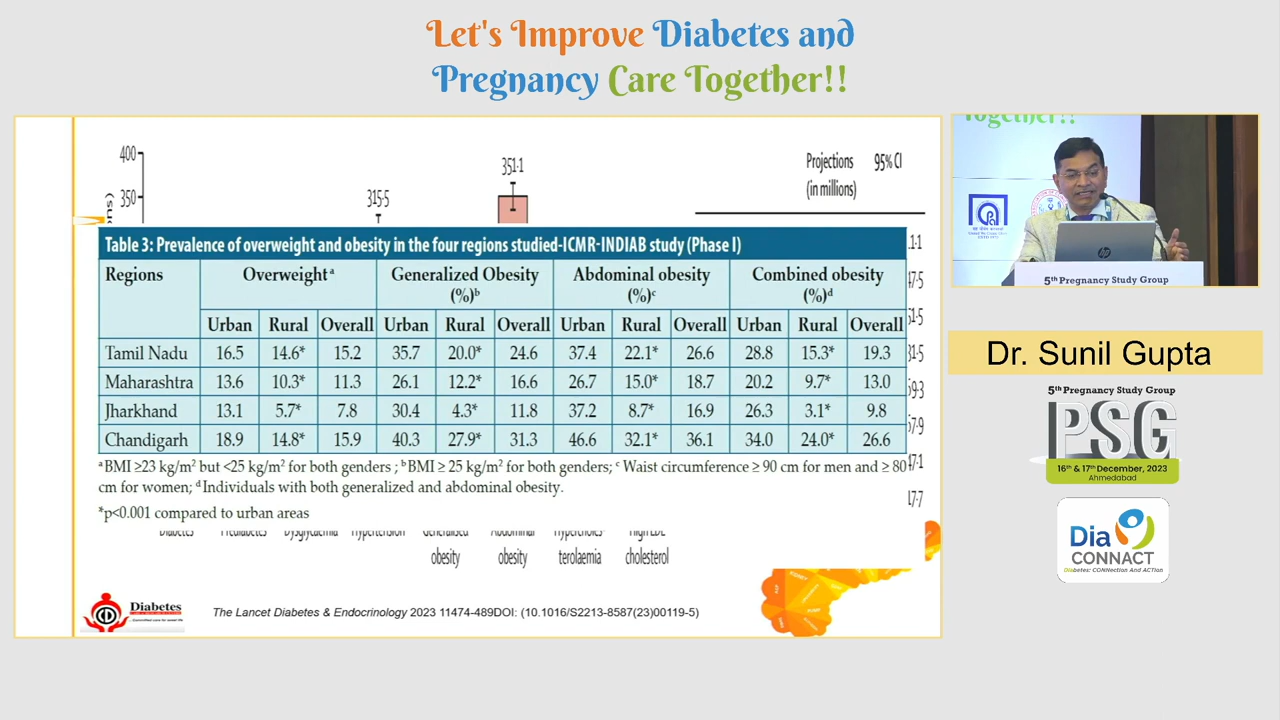 Let's Improve Diabetes and
Pregnancy Care Together!!
400
350
315·5
351·1
Projections 95% CI
(in millions)
Table 3: Prevalence of overweight and obesity in the four regions studied-ICMR-INDIAB study (Phase I)
Regions Overweightᵃ Generalized Obesity (%)ᵇ Abdominal obesity (%)ᶜ Combined obesity (%)ᵈ
Urban Rural Overall Urban Rural Overall Urban Rural Overall Urban Rural Overall
Tamil Nadu 16.5 14.6* 15.2 35.7 20.0* 24.6 37.4 22.1* 26.6 28.8 15.3* 19.3
Maharashtra 13.6 10.3* 11.3 26.1 12.2* 16.6 26.7 15.0* 18.7 20.2 9.7* 13.0
Jharkhand 13.1 5.7* 7.8 30.4 4.3* 11.8 37.2 8.7* 16.9 26.3 3.1* 9.8
Chandigarh 18.9 14.8* 15.9 40.3 27.9* 31.3 46.6 32.1* 36.1 34.0 24.0* 26.6
ᵃBMI ≥23 kg/m² but <25 kg/m² for both genders ; ᵇBMI ≥ 25 kg/m² for both genders; ᶜ Waist circumference ≥ 90 cm for men and ≥ 80
cm for women; ᵈIndividuals with both generalized and abdominal obesity.
*p<0.001 compared to urban areas
obesity obesity terolaemia cholesterol
Diabetes
The Lancet Diabetes & Endocrinology 2023 11474-489DOI: (10.1016/S2213-8587(23)00119-5)
Together!!
hp
5th Pregnancy Study Group
Dr. Sunil Gupta
5th Pregnancy Study Group
PSG
16th & 17th December, 2023
Ahmedabad
Dia
CONNACT
Diabetes: CONNection And ACTion